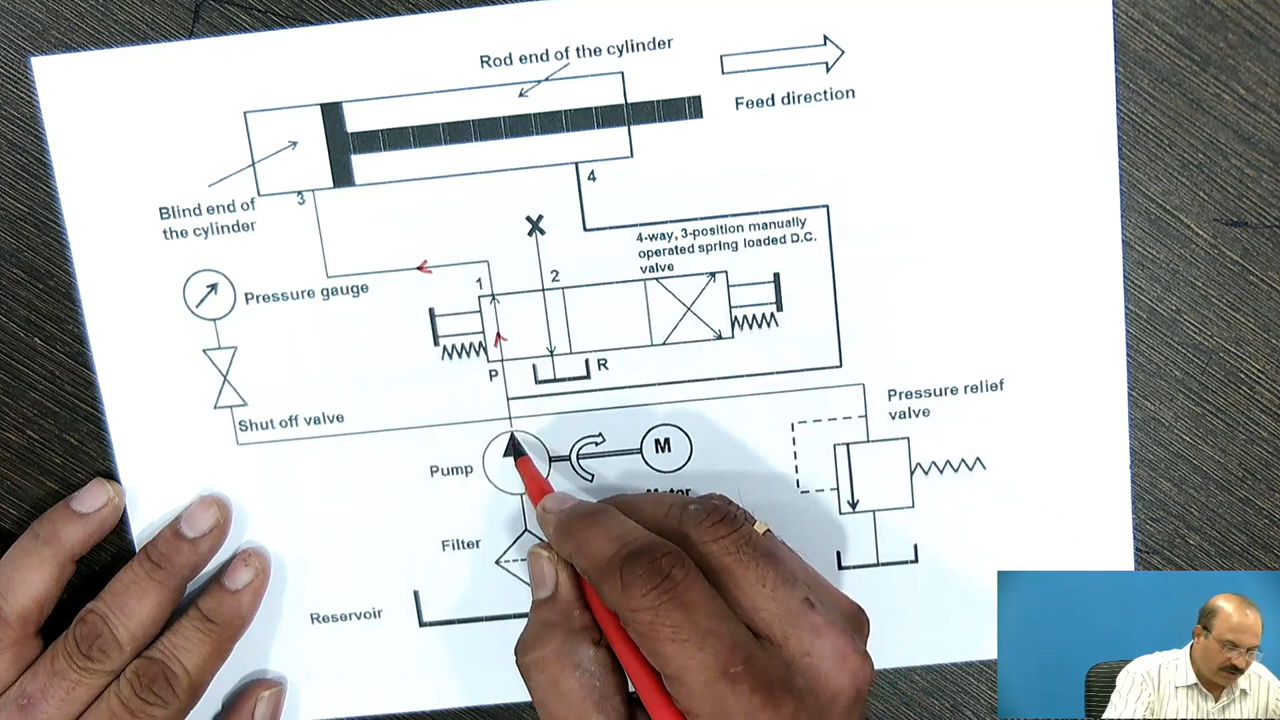 Rod end of the cylinder
Feed direction
4
3
Blind end of
the cylinder
X
4-way, 3-position manually
operated spring loaded D.C.
valve
1
2
Pressure gauge
P
R
Pressure relief
valve
Shut off valve
Pump
M
Filter
Reservoir